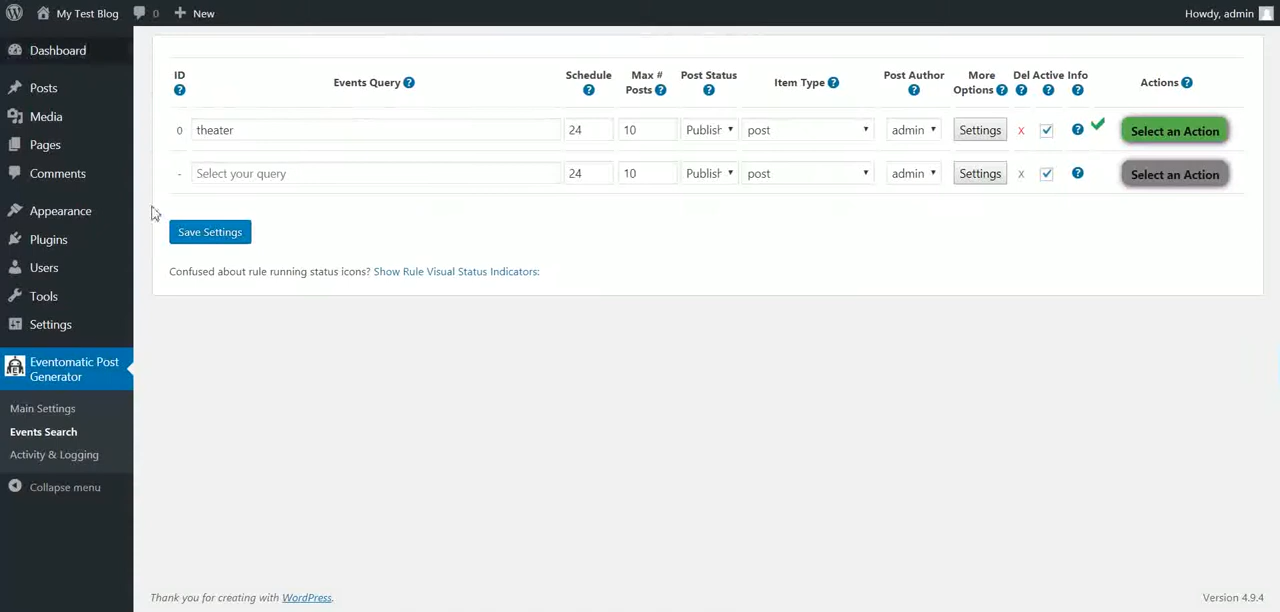 My Test Blog 0 New Howdy, admin
Dashboard
Posts
Media
Pages
Comments
Appearance
Plugins
Users
Tools
Settings
Eventomatic Post
Generator
Main Settings
Events Search
Activity & Logging
Collapse menu
ID Events Query ? Schedule Max # Post Status Item Type ? Post Author More Del Active Info Actions ?
? ? Posts ? ? ? Options ? ? ? ?
0 theater 24 10 Publish post admin Settings X ? Select an Action
- Select your query 24 10 Publish post admin Settings X ? Select an Action
Save Settings
Confused about rule running status icons? Show Rule Visual Status Indicators:
Thank you for creating with WordPress. Version 4.9.4